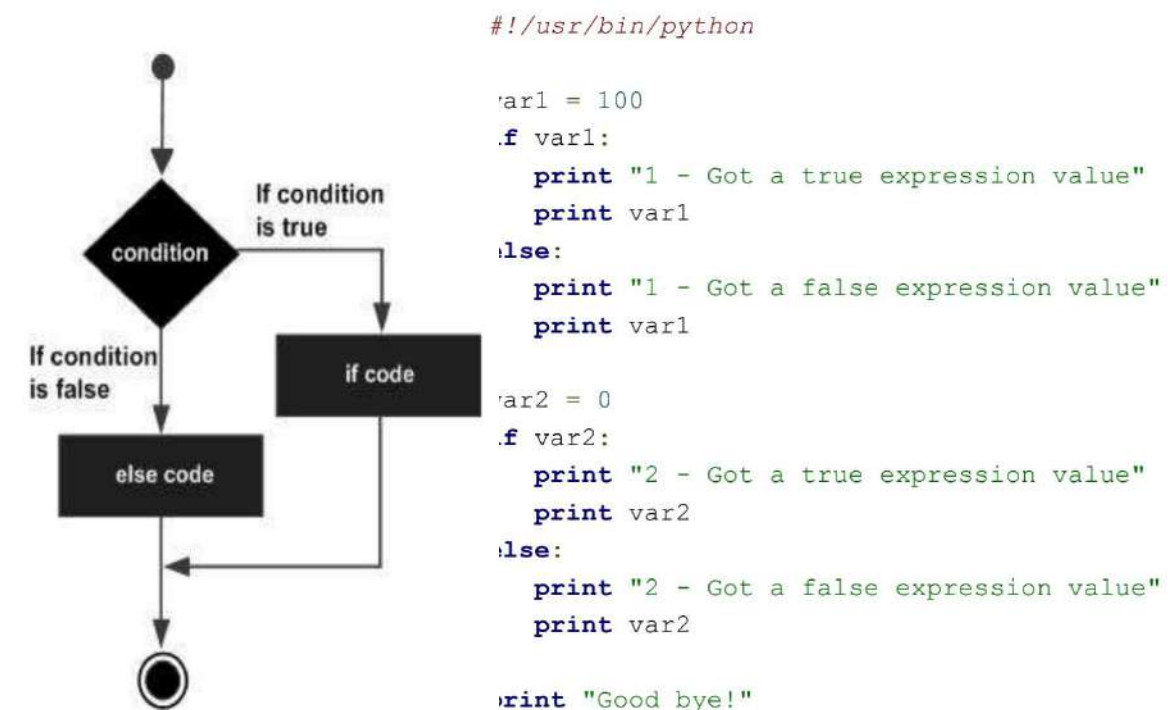 If condition
is true
condition
If condition
is false
if code
else code
#!/usr/bin/python
ar1 = 100
f var1:
print "1 - Got a true expression value"
print var1
lse:
print "1 - Got a false expression value"
print var1
ar2 = 0
f var2:
print "2 - Got a true expression value"
print var2
lse:
print "2 - Got a false expression value"
print var2
rint "Good bye!"